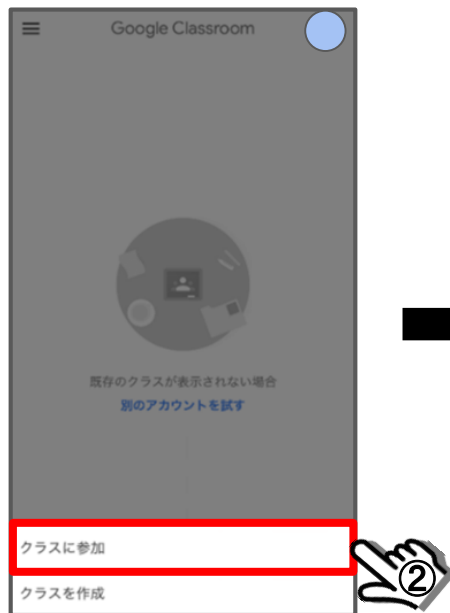 Google Classroom
既存のクラスが表示されない場合
別のアカウントを試す
クラスに参加
②
クラスを作成